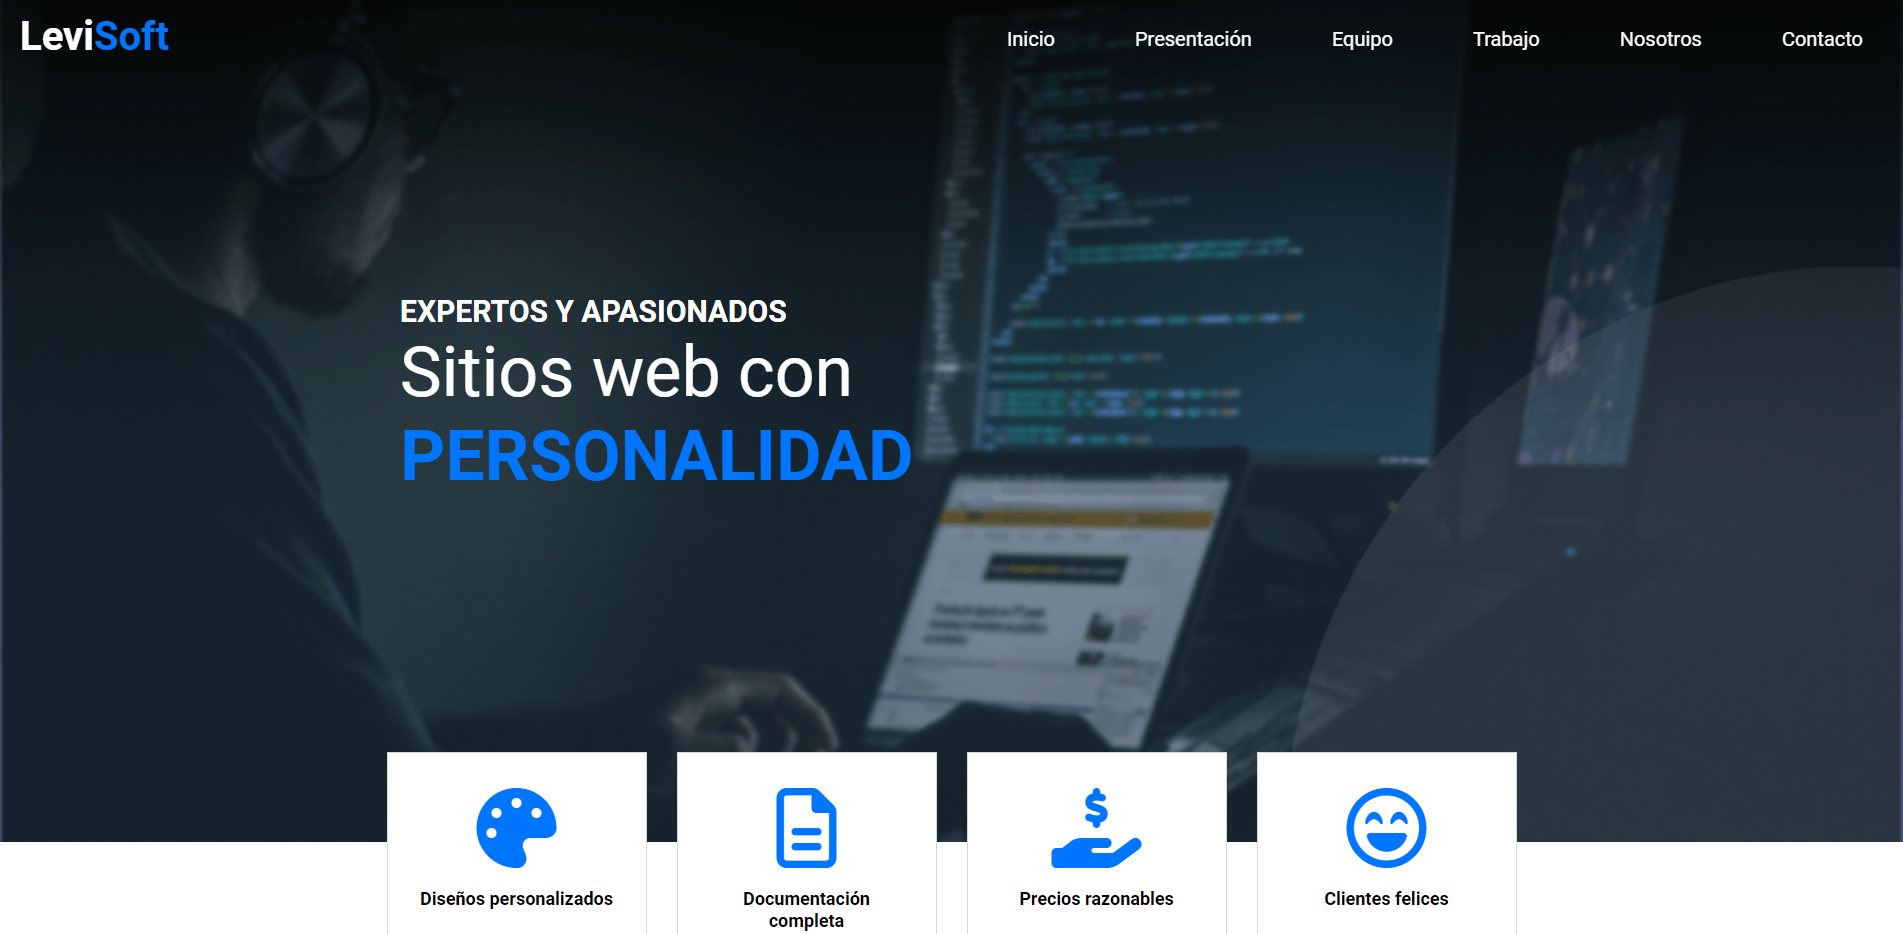 LeviSoft
Inicio Presentación Equipo Trabajo Nosotros Contacto
EXPERTOS Y APASIONADOS
Sitios web con
PERSONALIDAD
Diseños personalizados
Documentación
completa
Precios razonables
Clientes felices